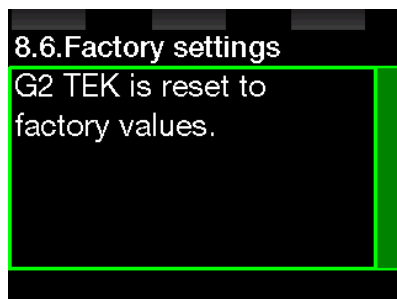 8.6.Factory settings
G2 TEK is reset to
factory values.